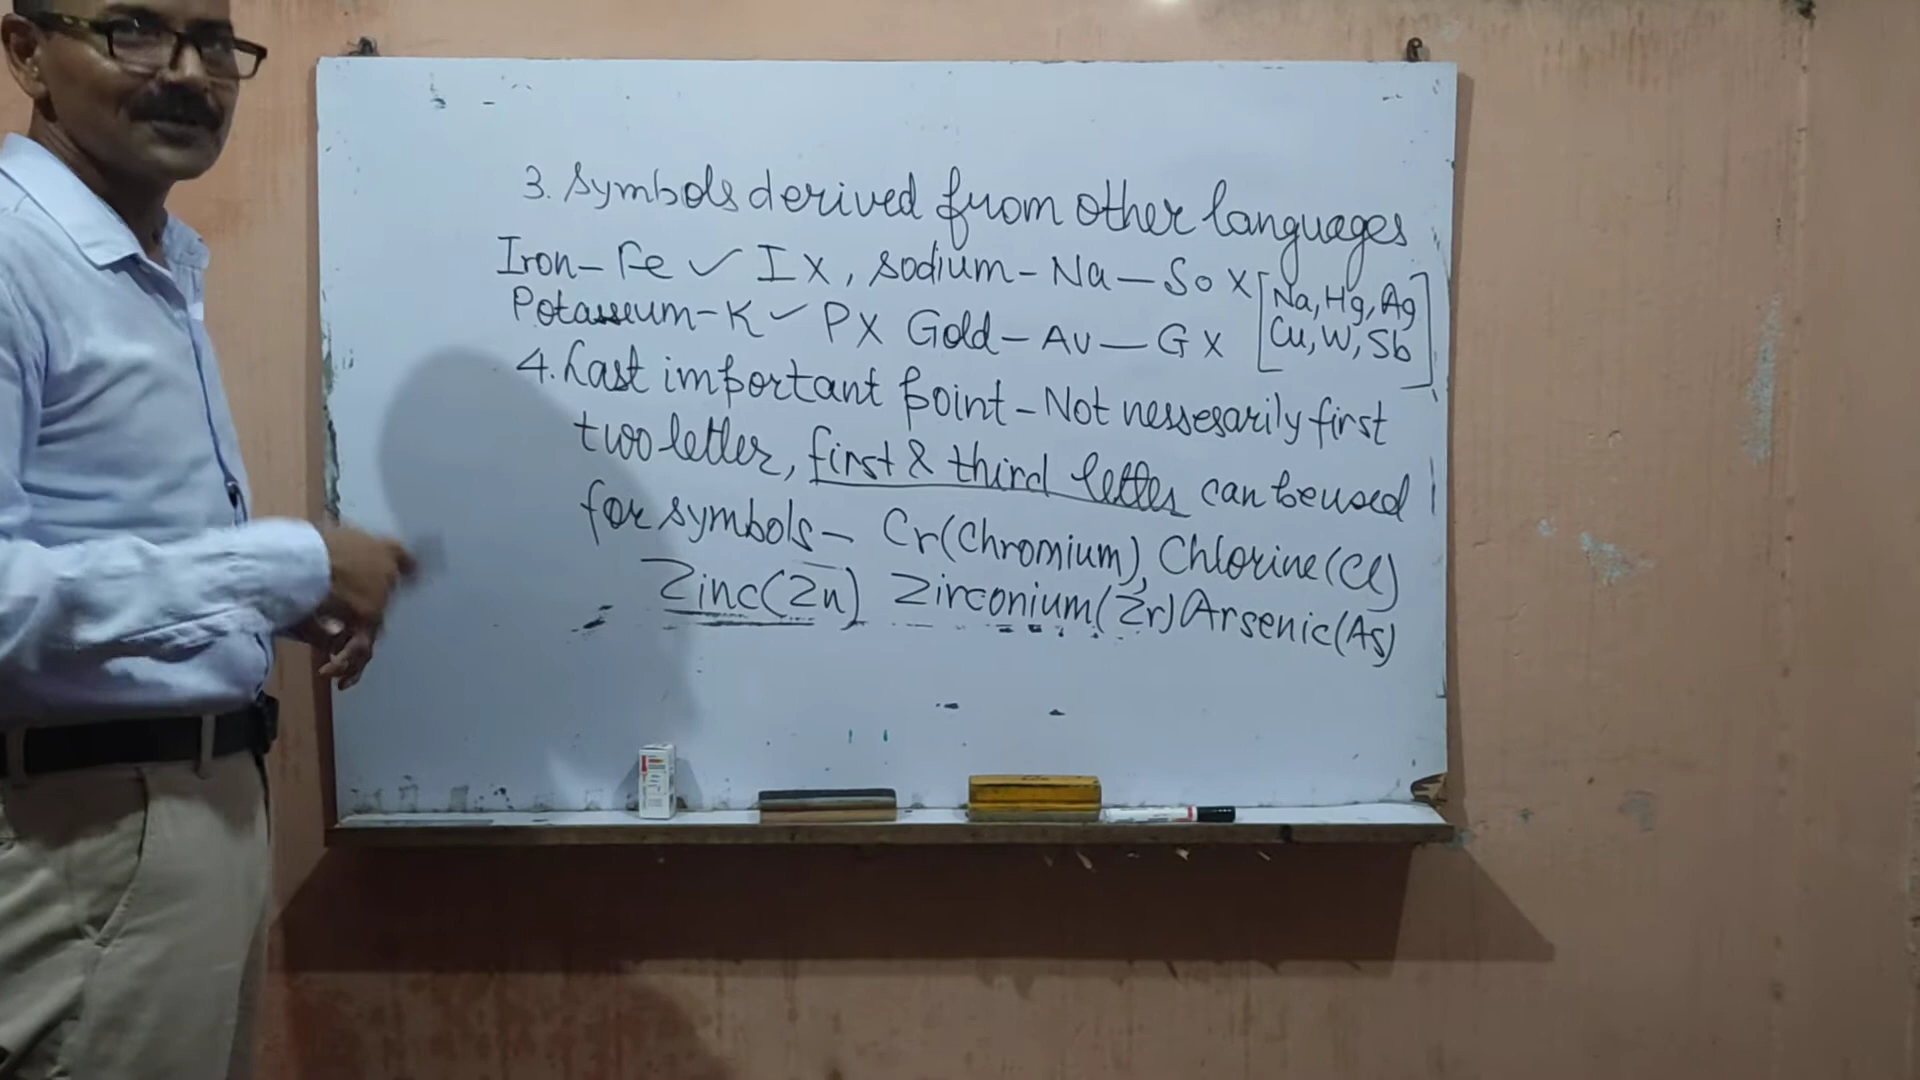 3. Symbols derived from other languages
Iron- Fe ✓ I X, Sodium- Na - So X [Na, Hg, Ag
Potasseum- K ✓ P X Gold - Au - G X Cu, W, Sb]
4. Last important point - Not nessesarily first
two letter, first & third letter can be used
for symbols - Cr(Chromium), Chlorine (Cl)
Zinc(Zn) Zirconium(Zr) Arsenic(As)